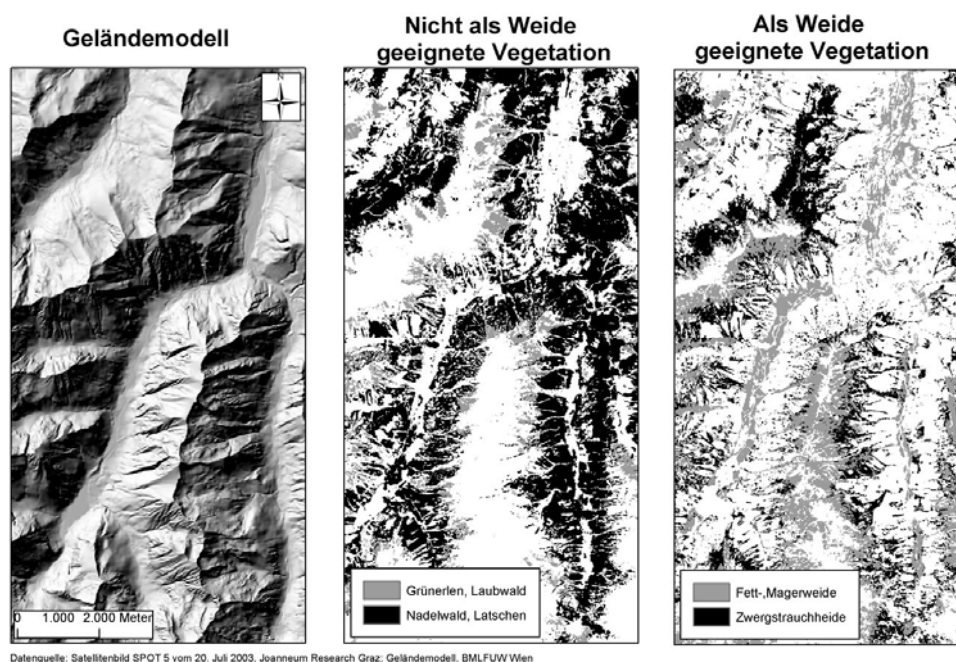 Geländemodell
Nicht als Weide
geeignete Vegetation
Als Weide
geeignete Vegetation
N
Grünerlen, Laubwald
Nadelwald, Latschen
Fett-,Magerweide
Zwergstrauchheide
0 1.000 2.000 Meter
Datenquelle: Satellitenbild SPOT 5 vom 20. Juli 2003, Joanneum Research Graz; Geländemodell, BMLFUW Wien